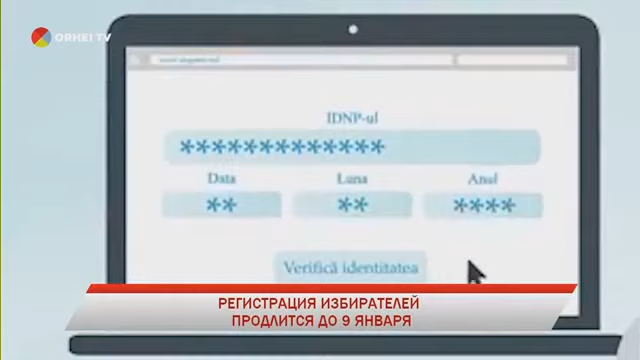 ORHEI TV
IDNP-ul
*************
Data Luna Anul
** ** ****
Verifică identitatea
РЕГИСТРАЦИЯ ИЗБИРАТЕЛЕЙ
ПРОДЛИТСЯ ДО 9 ЯНВАРЯ